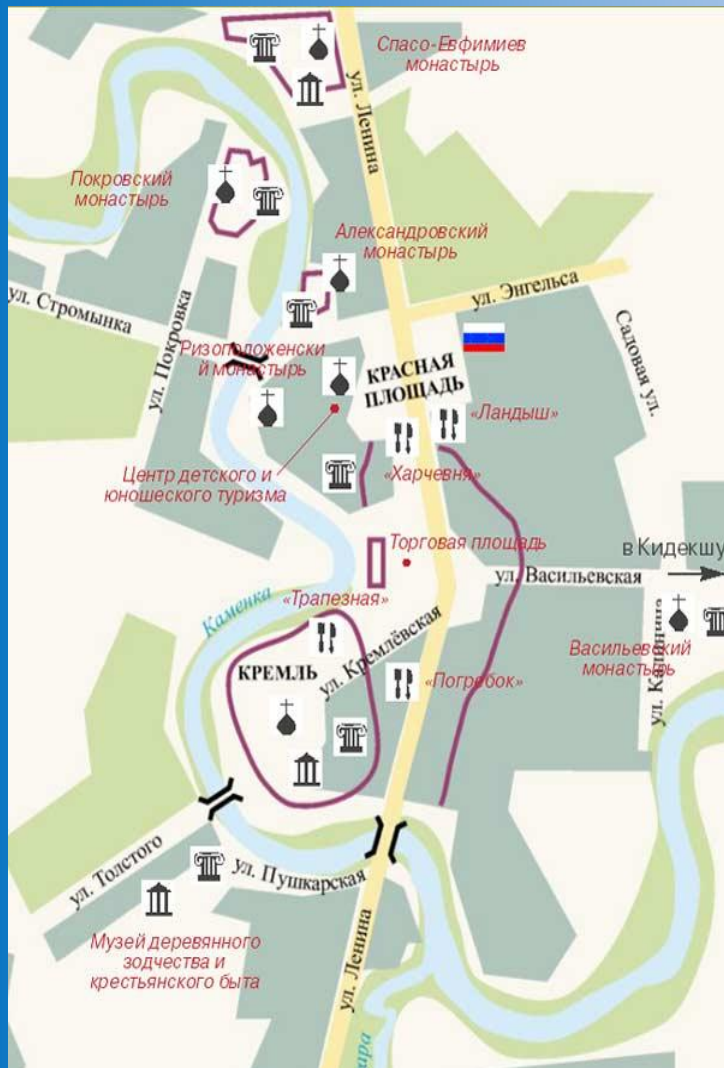 Спасо-Евфимиев
монастырь
ул. Ленина
Покровский
монастырь
Александровский
монастырь
ул. Энгельса
ул. Стромынка
ул. Покровка
Садовая ул.
Ризоположенски
й монастырь
КРАСНАЯ
ПЛОЩАДЬ
«Ландыш»
«Харчевня»
Центр детского и
юношеского туризма
Торговая площадь
в Кидекшу
ул. Васильевская
Каменка
«Трапезная»
КРЕМЛЬ
ул. Кремлёвская
Васильевский
монастырь
ул. Калинина
«Погребок»
ул. Толстого
ул. Пушкарская
Музей деревянного
зодчества и
крестьянского быта
ул. Ленина